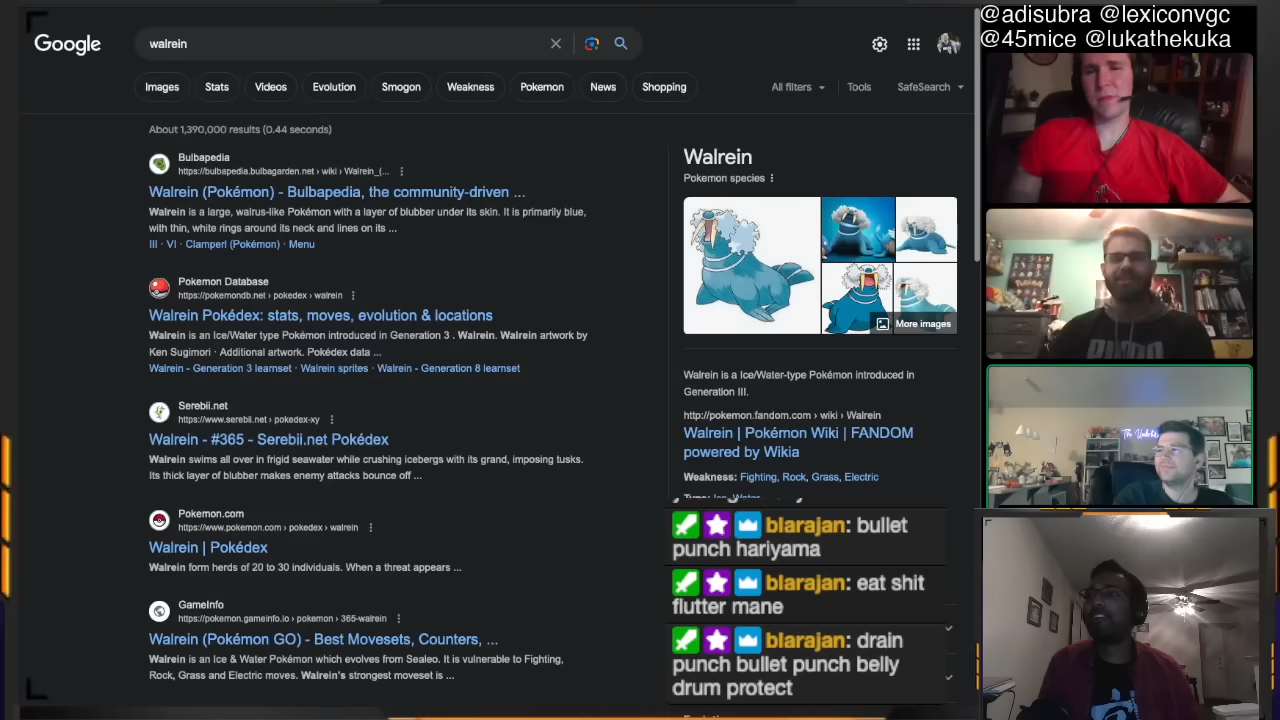 @adisubra @lexiconvgc
@45mice @lukathekuka
Google
walrein
Images
Stats
Videos
Evolution
Smogon
Weakness
Pokemon
News
Shopping
All filters
Tools
SafeSearch
About 1,390,000 results (0.44 seconds)
Bulbapedia
https://bulbapedia.bulbagarden.net › wiki › Walrein_(...
Walrein (Pokémon) - Bulbapedia, the community-driven ...
Walrein is a large, walrus-like Pokémon with a layer of blubber under its skin. It is primarily blue,
with thin, white rings around its neck and lines on its ...
III · VI · Clamperl (Pokémon) · Menu
Pokemon Database
https://pokemondb.net › pokedex › walrein
Walrein Pokédex: stats, moves, evolution & locations
Walrein is an Ice/Water type Pokémon introduced in Generation 3 . Walrein. Walrein artwork by
Ken Sugimori · Additional artwork. Pokédex data ...
Walrein - Generation 3 learnset · Walrein sprites · Walrein - Generation 8 learnset
Serebii.net
https://www.serebii.net › pokedex-xy
Walrein - #365 - Serebii.net Pokédex
Walrein swims all over in frigid seawater while crushing icebergs with its grand, imposing tusks.
Its thick layer of blubber makes enemy attacks bounce off ...
Pokemon.com
https://www.pokemon.com › pokedex › walrein
Walrein | Pokédex
Walrein form herds of 20 to 30 individuals. When a threat appears ...
GameInfo
https://pokemon.gameinfo.io › pokemon › 365-walrein
Walrein (Pokémon GO) - Best Movesets, Counters, ...
Walrein is an Ice & Water Pokémon which evolves from Sealeo. It is vulnerable to Fighting,
Rock, Grass and Electric moves. Walrein's strongest moveset is ...
Walrein
Pokemon species
More images
Walrein is a Ice/Water-type Pokémon introduced in
Generation III.
http://pokemon.fandom.com › wiki › Walrein
Walrein | Pokémon Wiki | FANDOM
powered by Wikia
Weakness: Fighting, Rock, Grass, Electric
Type: Ice, Water
blarajan: bullet
punch hariyama
blarajan: eat shit
flutter mane
blarajan: drain
punch bullet punch belly
drum protect